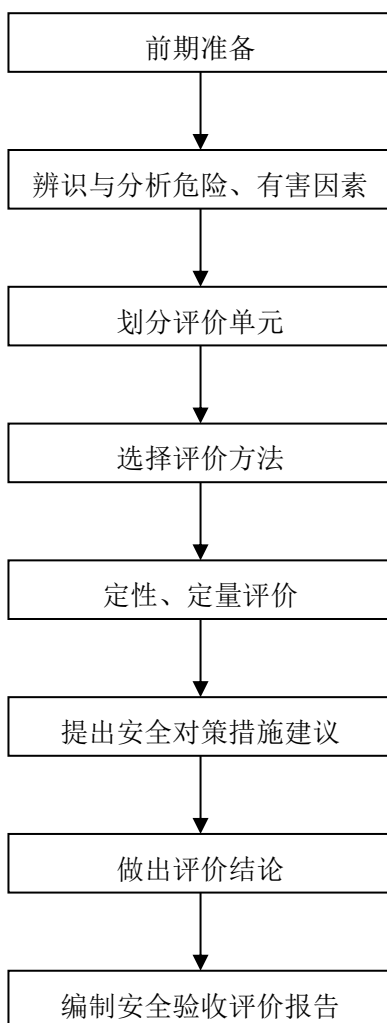 前期准备
辨识与分析危险、有害因素
划分评价单元
选择评价方法
定性、定量评价
提出安全对策措施建议
做出评价结论
编制安全验收评价报告